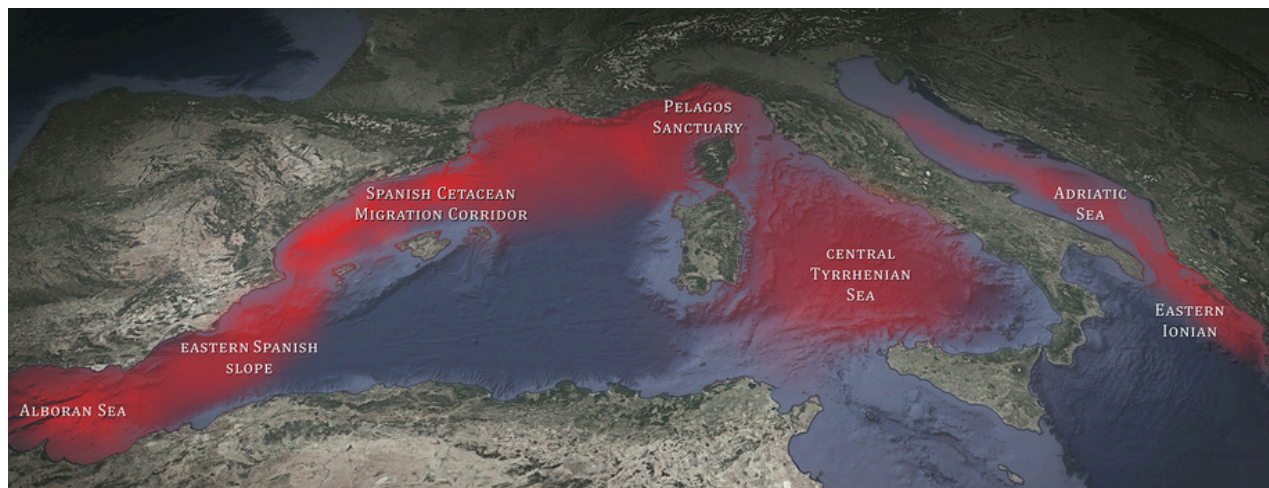 Pelagos
Sanctuary
Spanish Cetacean
Migration Corridor
Adriatic
Sea
central
Tyrrhenian
Sea
Eastern
Ionian
eastern Spanish
slope
Alboran Sea